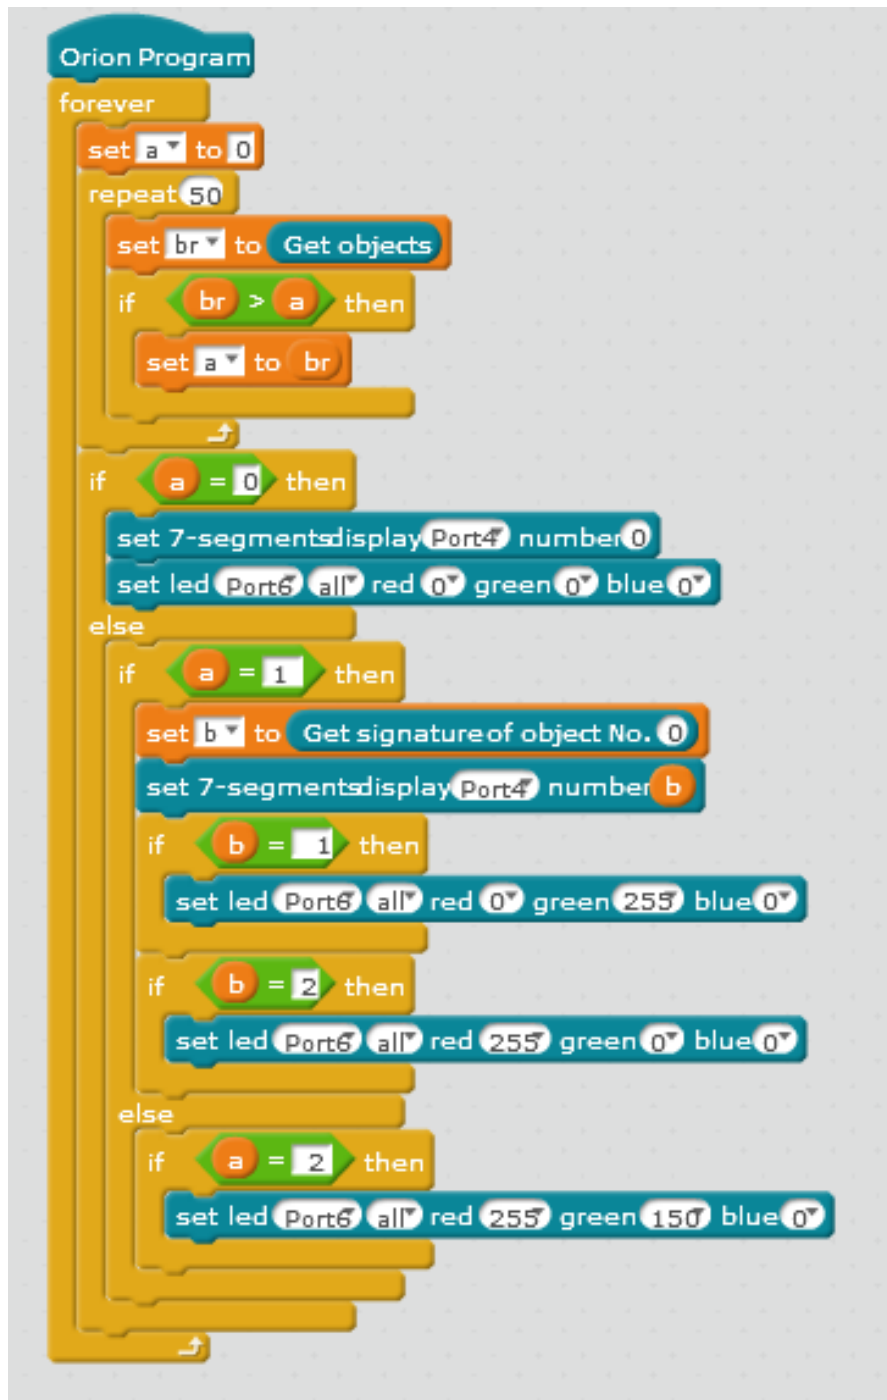 Orion Program
forever
set a to 0
repeat 50
set br to Get objects
if br > a then
set a to br
if a = 0 then
set 7-segments display Port4 number 0
set led Port6 all red 0 green 0 blue 0
else
if a = 1 then
set b to Get signature of object No. 0
set 7-segments display Port4 number b
if b = 1 then
set led Port6 all red 0 green 255 blue 0
if b = 2 then
set led Port6 all red 255 green 0 blue 0
else
if a = 2 then
set led Port6 all red 255 green 150 blue 0